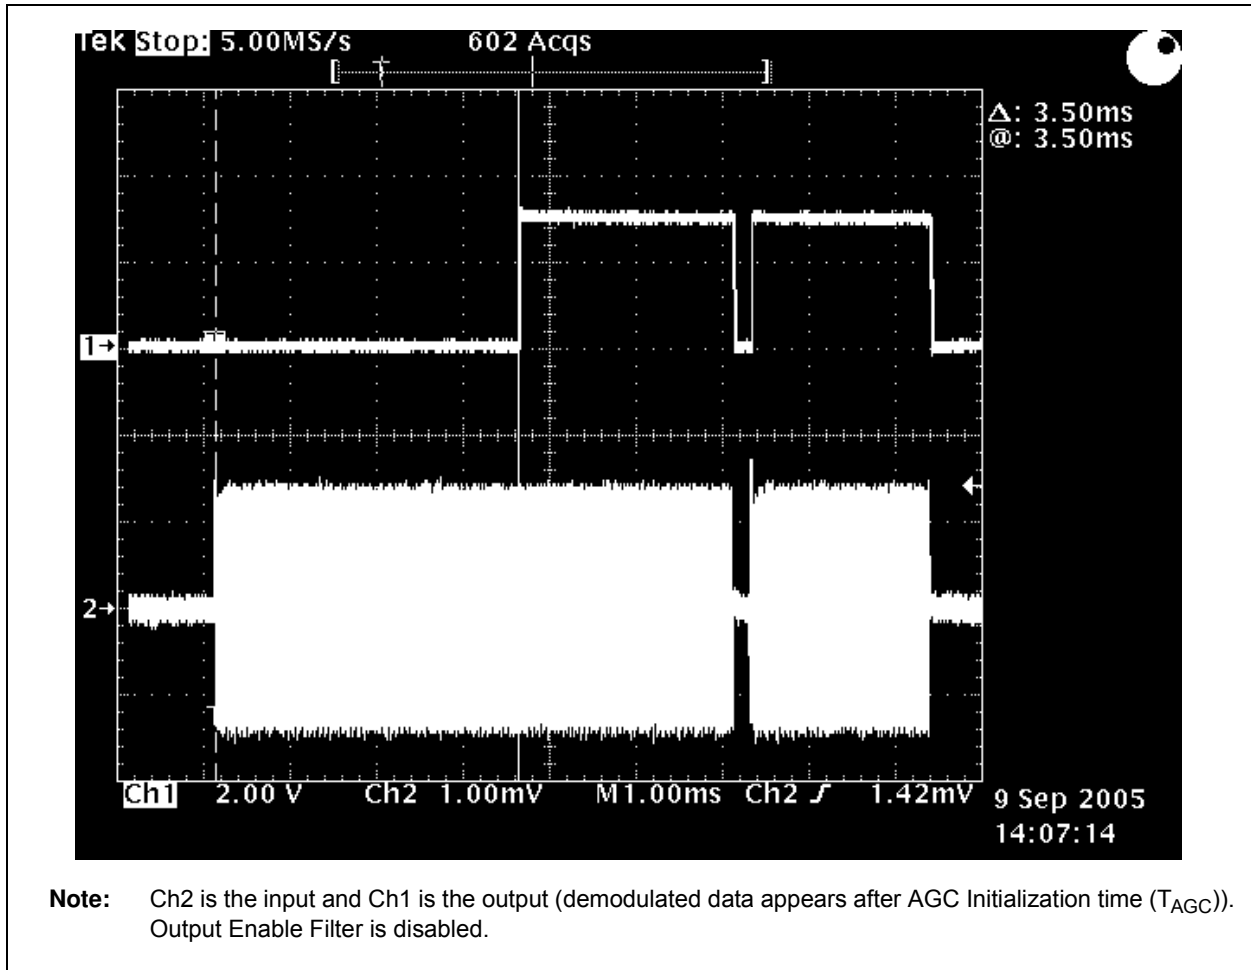 Tek Stop: 5.00MS/s 602 Acqs
Δ: 3.50ms
@: 3.50ms
1→
2→
Ch1 2.00 V Ch2 1.00mV M1.00ms Ch2 ∫ 1.42mV
9 Sep 2005
14:07:14
Note: Ch2 is the input and Ch1 is the output (demodulated data appears after AGC Initialization time (TAGC)).
Output Enable Filter is disabled.